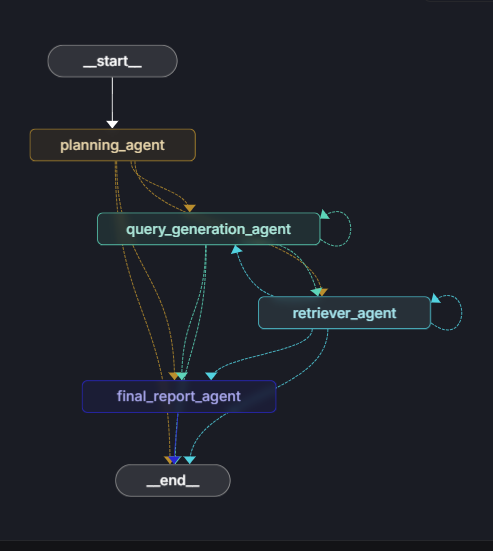 __start__
planning_agent
query_generation_agent
retriever_agent
final_report_agent
__end__